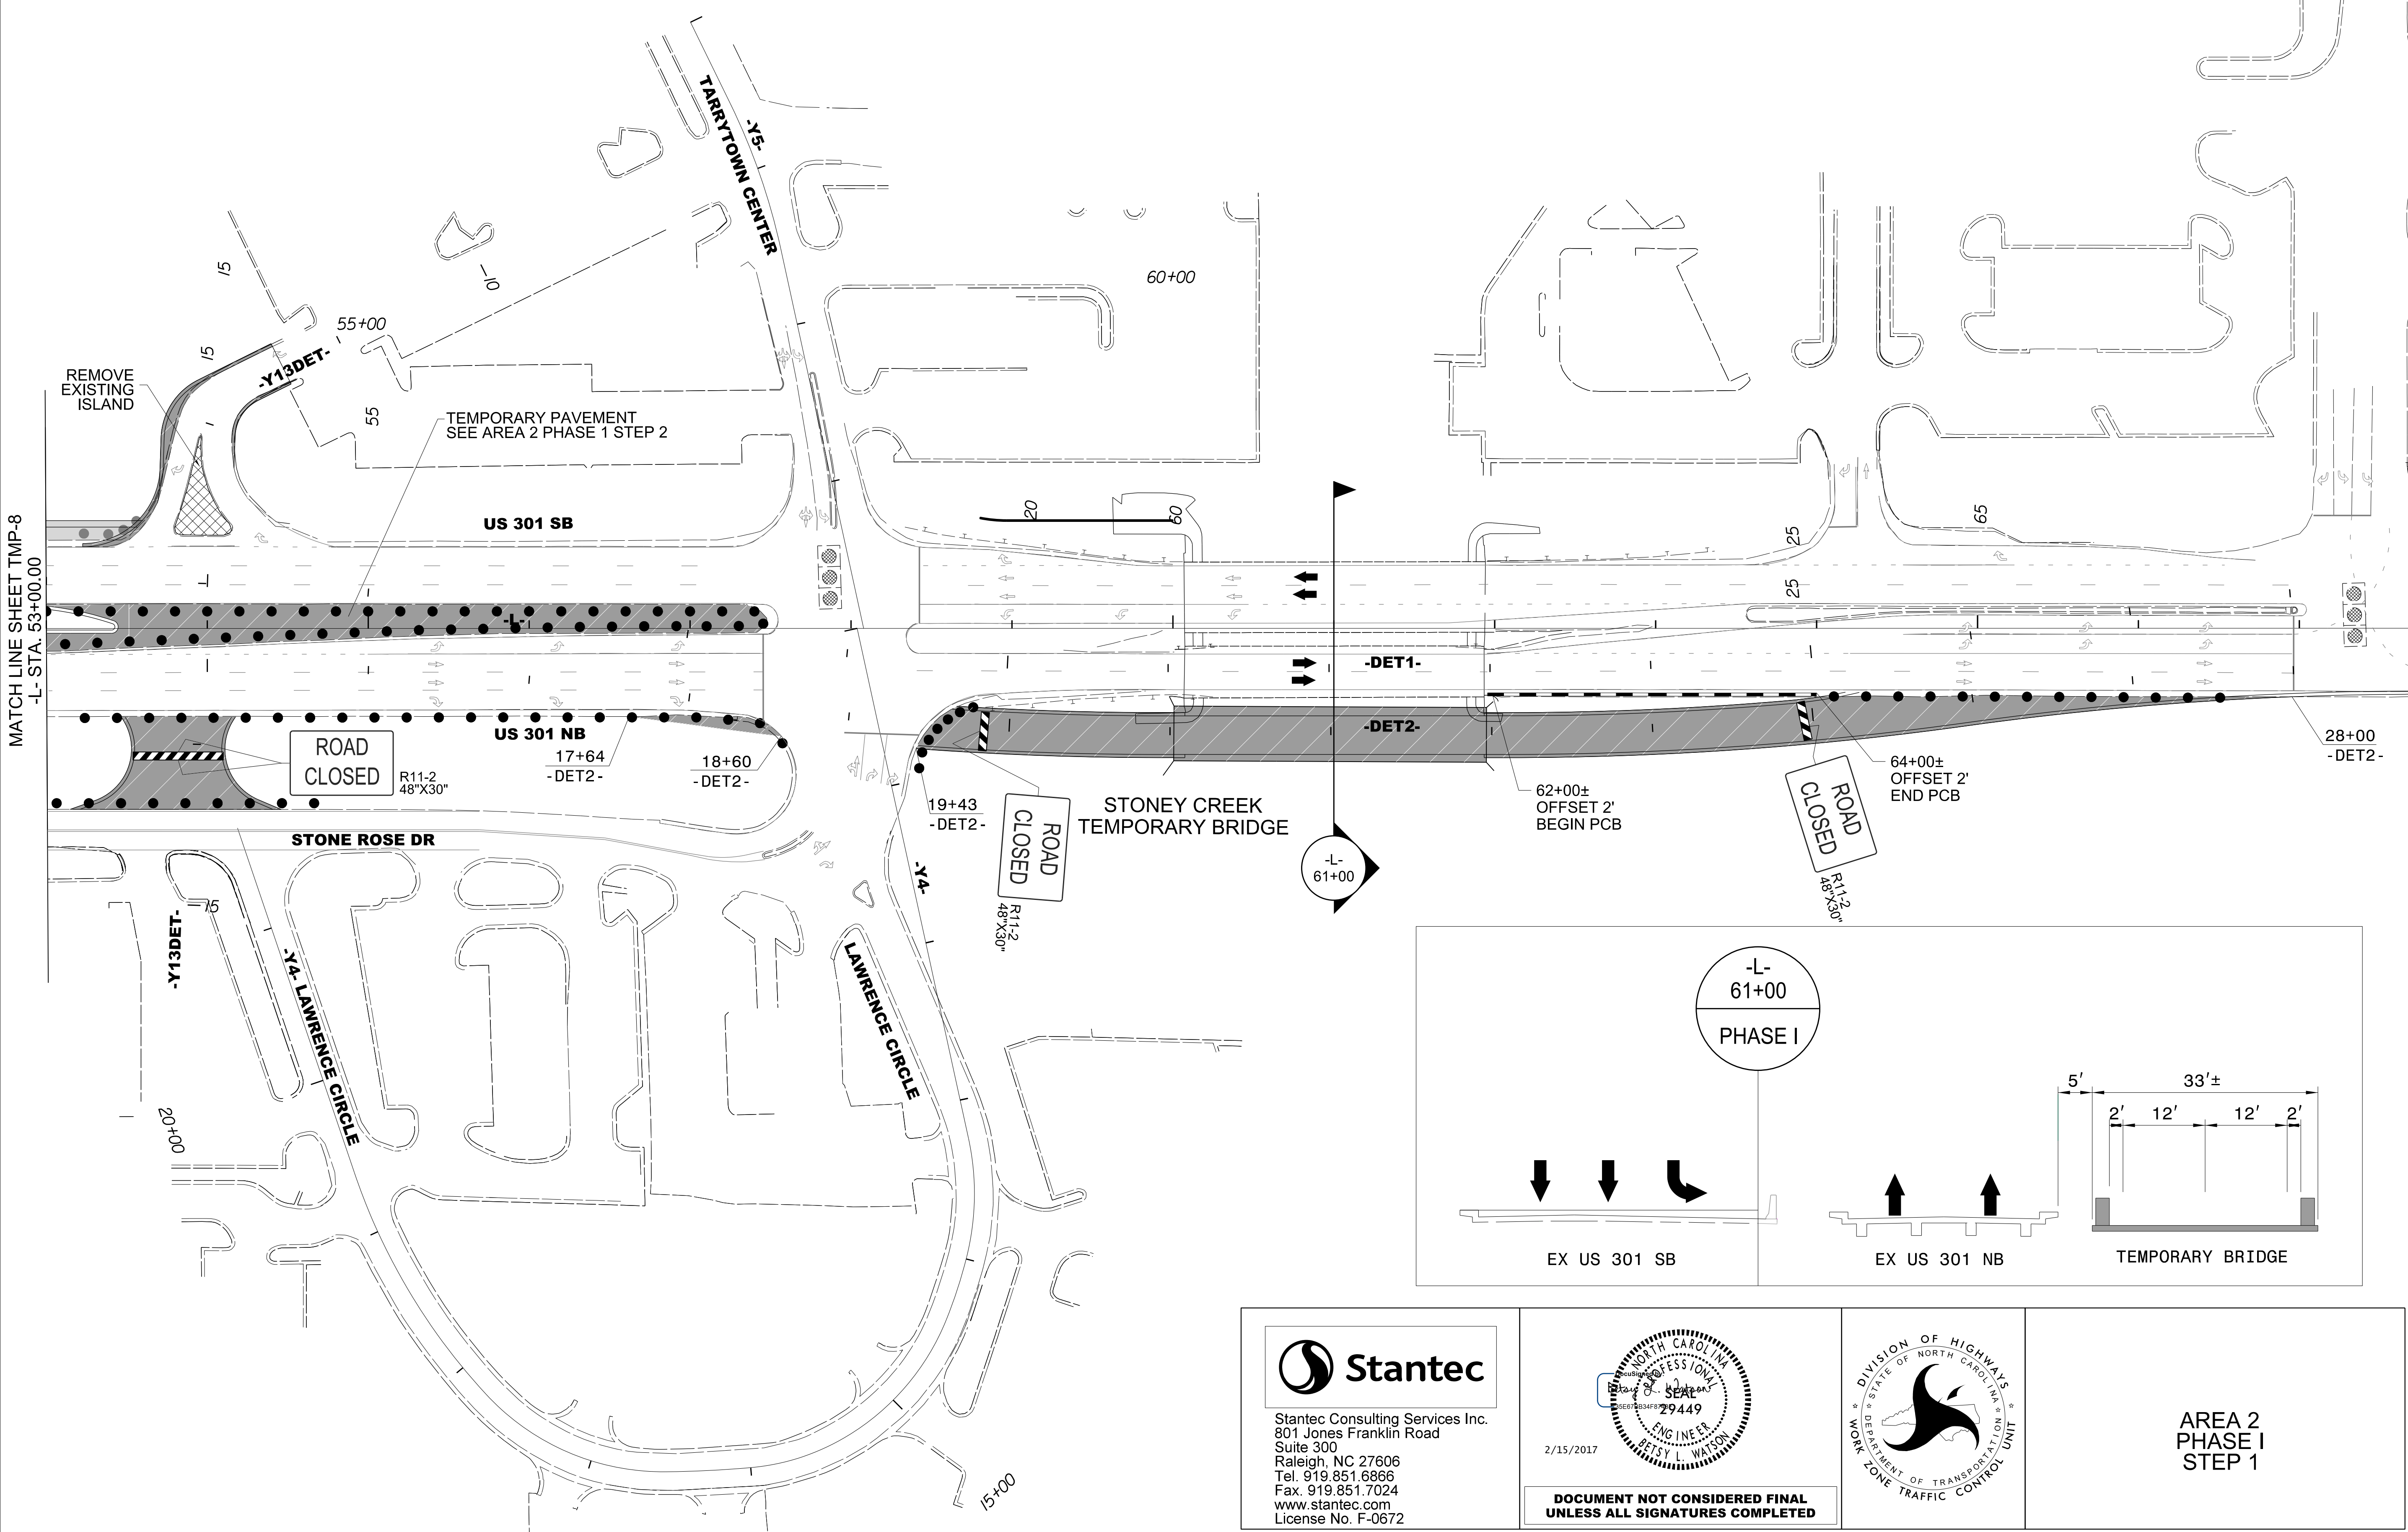 TARRYTOWN CENTER
-Y5-
15
10
60+00
55+00
15
-Y13DET-
REMOVE
EXISTING
ISLAND
55
TEMPORARY PAVEMENT
SEE AREA 2 PHASE 1 STEP 2
MATCH LINE SHEET TMP-8
-L- STA. 53+00.00
US 301 SB
20
60
25
65
25
-L-
-DET1-
-DET2-
US 301 NB
ROAD
CLOSED
R11-2
48"X30"
17+64
-DET2-
18+60
-DET2-
19+43
-DET2-
ROAD
CLOSED
R11-2
48"X30"
STONEY CREEK
TEMPORARY BRIDGE
-L-
61+00
62+00±
OFFSET 2'
BEGIN PCB
ROAD
CLOSED
R11-2
48"X30"
64+00±
OFFSET 2'
END PCB
28+00
-DET2-
STONE ROSE DR
-Y4-
15
-Y13DET-
-Y4- LAWRENCE CIRCLE
LAWRENCE CIRCLE
20+00
15+00
-L-
61+00
PHASE I
5'
33'±
2'
12'
12'
2'
EX US 301 SB
EX US 301 NB
TEMPORARY BRIDGE
Stantec
Stantec Consulting Services Inc.
801 Jones Franklin Road
Suite 300
Raleigh, NC 27606
Tel. 919.851.6866
Fax. 919.851.7024
www.stantec.com
License No. F-0672
NORTH CAROLINA
PROFESSIONAL
DocuSigned by:
Betsy L. Watson
SEAL
29449
ENGINEER
BETSY L. WATSON
2/15/2017
DOCUMENT NOT CONSIDERED FINAL
UNLESS ALL SIGNATURES COMPLETED
DIVISION OF HIGHWAYS
STATE OF NORTH CAROLINA
DEPARTMENT OF TRANSPORTATION
WORK ZONE TRAFFIC CONTROL UNIT
AREA 2
PHASE I
STEP 1